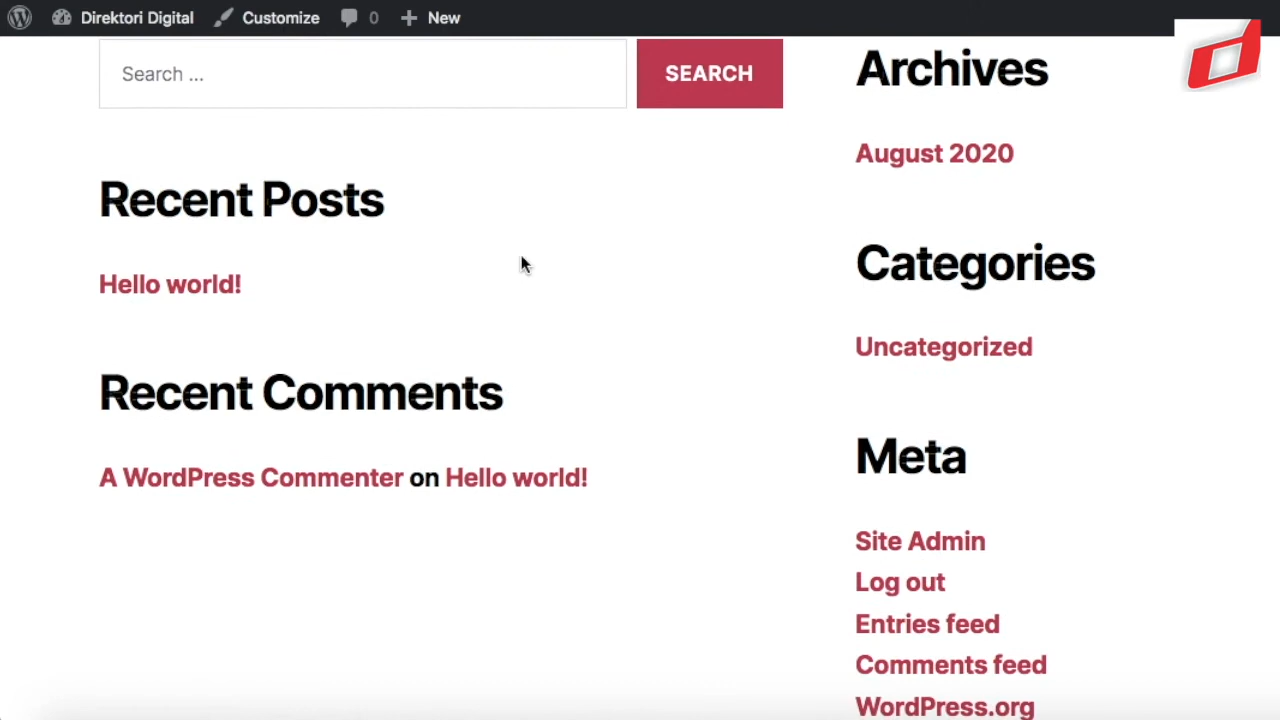 Direktori Digital Customize 0 New
Search ...
SEARCH
Recent Posts
Hello world!
Recent Comments
A WordPress Commenter on Hello world!
Archives
August 2020
Categories
Uncategorized
Meta
Site Admin
Log out
Entries feed
Comments feed
WordPress.org